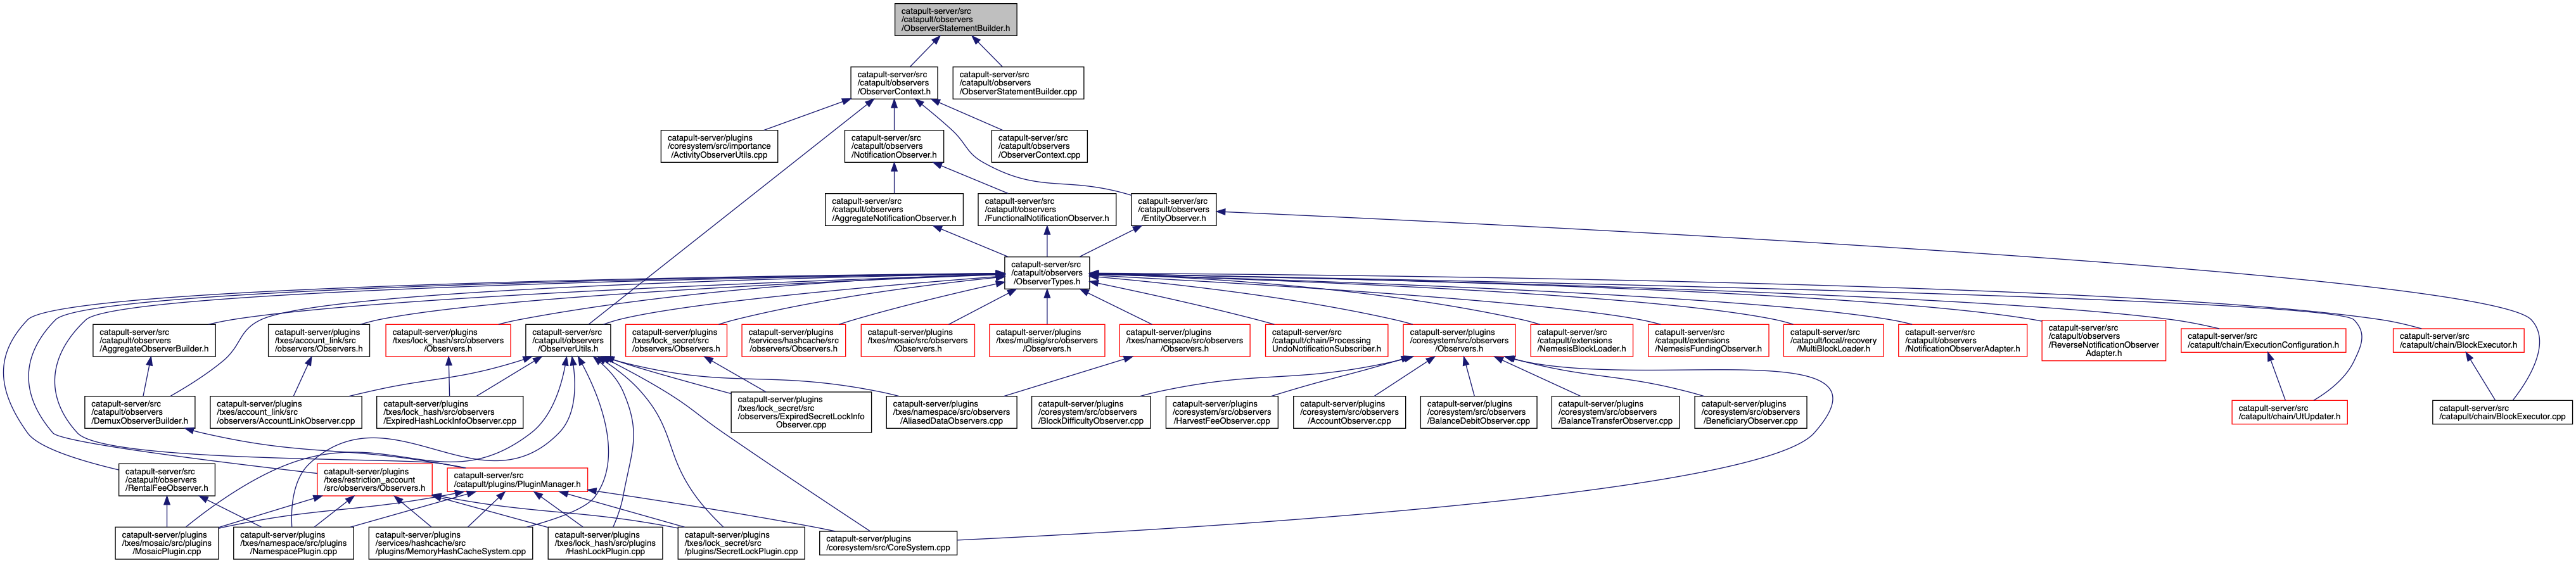 catapult-server/src
/catapult/observers
/ObserverStatementBuilder.h
catapult-server/src
/catapult/observers
/ObserverContext.h
catapult-server/src
/catapult/observers
/ObserverStatementBuilder.cpp
catapult-server/plugins
/coresystem/src/importance
/ActivityObserverUtils.cpp
catapult-server/src
/catapult/observers
/NotificationObserver.h
catapult-server/src
/catapult/observers
/ObserverContext.cpp
catapult-server/src
/catapult/observers
/AggregateNotificationObserver.h
catapult-server/src
/catapult/observers
/FunctionalNotificationObserver.h
catapult-server/src
/catapult/observers
/EntityObserver.h
catapult-server/src
/catapult/observers
/ObserverTypes.h
catapult-server/src
/catapult/observers
/AggregateObserverBuilder.h
catapult-server/plugins
/txes/account_link/src
/observers/Observers.h
catapult-server/plugins
/txes/lock_hash/src/observers
/Observers.h
catapult-server/src
/catapult/observers
/ObserverUtils.h
catapult-server/plugins
/txes/lock_secret/src
/observers/Observers.h
catapult-server/plugins
/services/hashcache/src
/observers/Observers.h
catapult-server/plugins
/txes/mosaic/src/observers
/Observers.h
catapult-server/plugins
/txes/multisig/src/observers
/Observers.h
catapult-server/plugins
/txes/namespace/src/observers
/Observers.h
catapult-server/src
/catapult/chain/Processing
UndoNotificationSubscriber.h
catapult-server/plugins
/coresystem/src/observers
/Observers.h
catapult-server/src
/catapult/extensions
/NemesisBlockLoader.h
catapult-server/src
/catapult/extensions
/NemesisFundingObserver.h
catapult-server/src
/catapult/local/recovery
/MultiBlockLoader.h
catapult-server/src
/catapult/observers
/NotificationObserverAdapter.h
catapult-server/src
/catapult/observers
/ReverseNotificationObserver
Adapter.h
catapult-server/src
/catapult/chain/ExecutionConfiguration.h
catapult-server/src
/catapult/chain/BlockExecutor.h
catapult-server/src
/catapult/observers
/DemuxObserverBuilder.h
catapult-server/plugins
/txes/account_link/src
/observers/AccountLinkObserver.cpp
catapult-server/plugins
/txes/lock_hash/src/observers
/ExpiredHashLockInfoObserver.cpp
catapult-server/plugins
/txes/lock_secret/src
/observers/ExpiredSecretLockInfo
Observer.cpp
catapult-server/plugins
/txes/namespace/src/observers
/AliasedDataObservers.cpp
catapult-server/plugins
/coresystem/src/observers
/BlockDifficultyObserver.cpp
catapult-server/plugins
/coresystem/src/observers
/HarvestFeeObserver.cpp
catapult-server/plugins
/coresystem/src/observers
/AccountObserver.cpp
catapult-server/plugins
/coresystem/src/observers
/BalanceDebitObserver.cpp
catapult-server/plugins
/coresystem/src/observers
/BalanceTransferObserver.cpp
catapult-server/plugins
/coresystem/src/observers
/BeneficiaryObserver.cpp
catapult-server/src
/catapult/chain/UtUpdater.h
catapult-server/src
/catapult/chain/BlockExecutor.cpp
catapult-server/src
/catapult/observers
/RentalFeeObserver.h
catapult-server/plugins
/txes/restriction_account
/src/observers/Observers.h
catapult-server/src
/catapult/plugins/PluginManager.h
catapult-server/plugins
/txes/mosaic/src/plugins
/MosaicPlugin.cpp
catapult-server/plugins
/txes/namespace/src/plugins
/NamespacePlugin.cpp
catapult-server/plugins
/services/hashcache/src
/plugins/MemoryHashCacheSystem.cpp
catapult-server/plugins
/txes/lock_hash/src/plugins
/HashLockPlugin.cpp
catapult-server/plugins
/txes/lock_secret/src
/plugins/SecretLockPlugin.cpp
catapult-server/plugins
/coresystem/src/CoreSystem.cpp